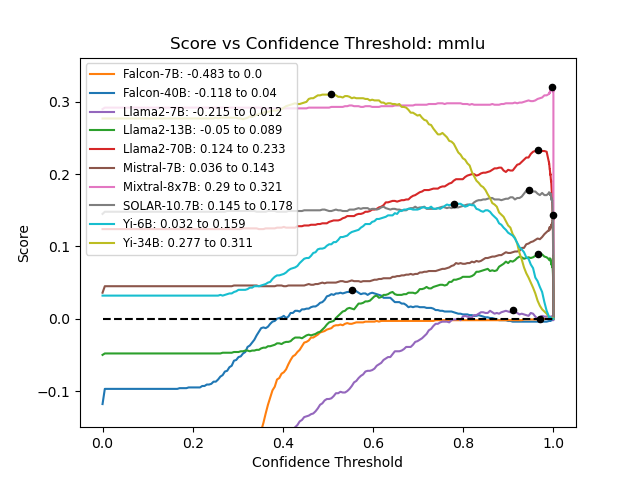 Score vs Confidence Threshold: mmlu
Score
0.3
0.2
0.1
0.0
−0.1
Falcon-7B: -0.483 to 0.0
Falcon-40B: -0.118 to 0.04
Llama2-7B: -0.215 to 0.012
Llama2-13B: -0.05 to 0.089
Llama2-70B: 0.124 to 0.233
Mistral-7B: 0.036 to 0.143
Mixtral-8x7B: 0.29 to 0.321
SOLAR-10.7B: 0.145 to 0.178
Yi-6B: 0.032 to 0.159
Yi-34B: 0.277 to 0.311
0.0 0.2 0.4 0.6 0.8 1.0
Confidence Threshold